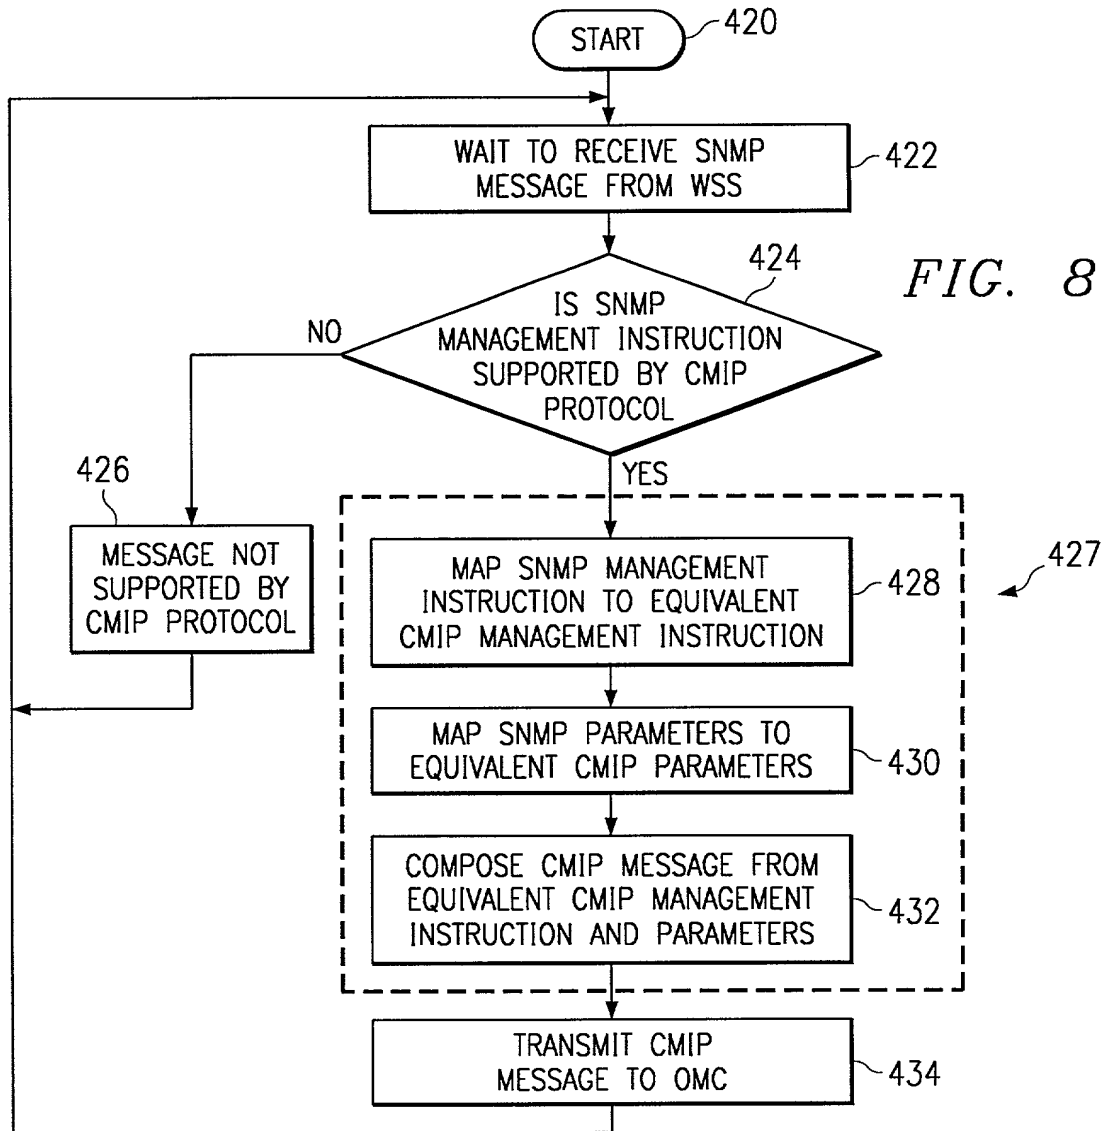 START
420
WAIT TO RECEIVE SNMP
MESSAGE FROM WSS
422
FIG. 8
424
IS SNMP
MANAGEMENT INSTRUCTION
SUPPORTED BY CMIP
PROTOCOL
NO
YES
426
MESSAGE NOT
SUPPORTED BY
CMIP PROTOCOL
427
MAP SNMP MANAGEMENT
INSTRUCTION TO EQUIVALENT
CMIP MANAGEMENT INSTRUCTION
428
MAP SNMP PARAMETERS TO
EQUIVALENT CMIP PARAMETERS
430
COMPOSE CMIP MESSAGE FROM
EQUIVALENT CMIP MANAGEMENT
INSTRUCTION AND PARAMETERS
432
TRANSMIT CMIP
MESSAGE TO OMC
434